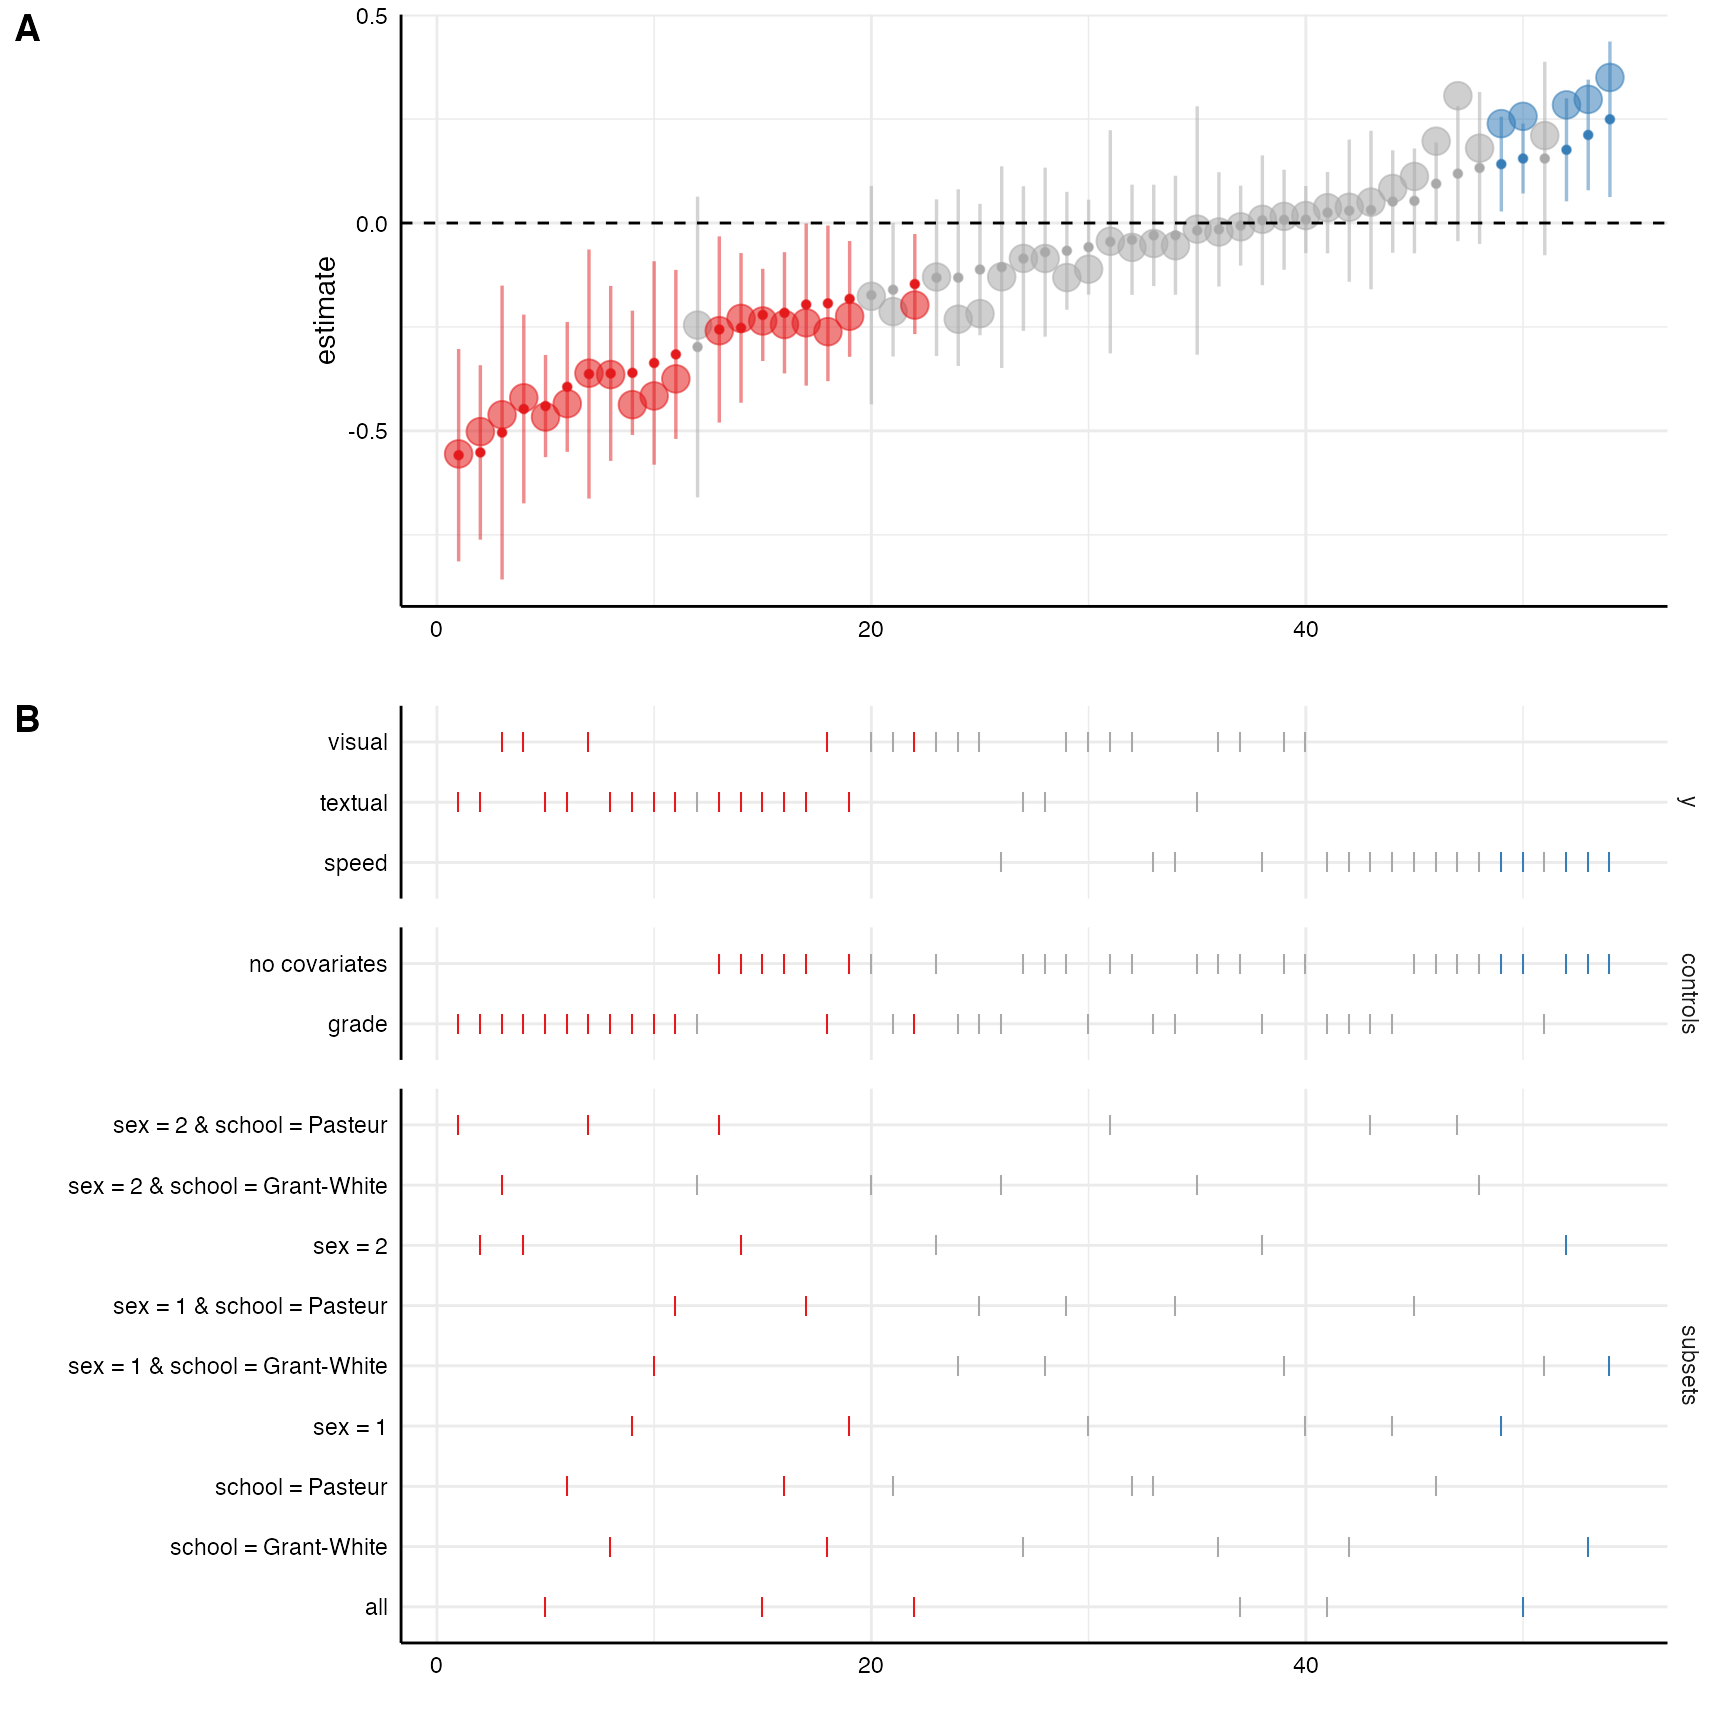 A
0.5
0.0
-0.5
estimate
0
20
40
B
visual
textual
speed
y
no covariates
grade
controls
sex = 2 & school = Pasteur
sex = 2 & school = Grant-White
sex = 2
sex = 1 & school = Pasteur
sex = 1 & school = Grant-White
sex = 1
school = Pasteur
school = Grant-White
all
subsets
0
20
40